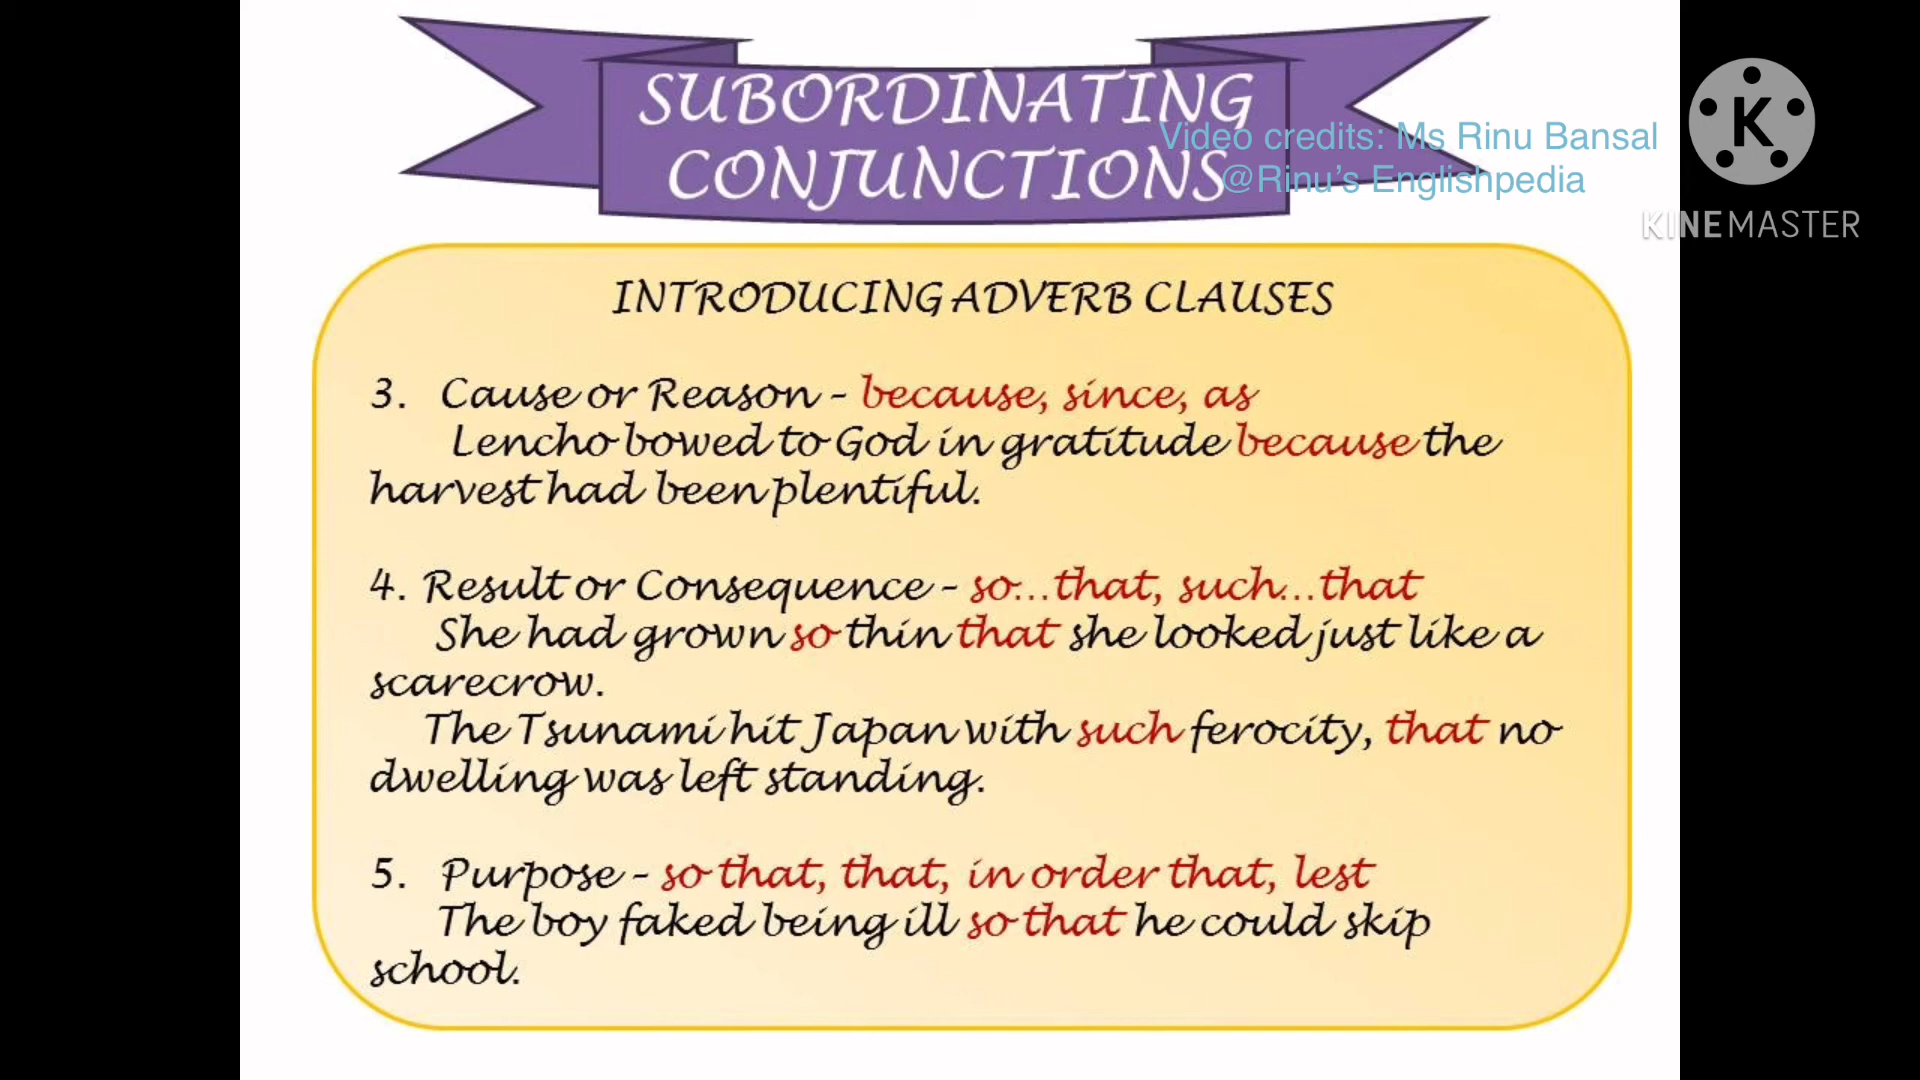 SUBORDINATING
CONJUNCTIONS
Video credits: Ms Rinu Bansal
@Rinu's Englishpedia
KINEMASTER
INTRODUCING ADVERB CLAUSES
3. Cause or Reason – because, since, as
Lencho bowed to God in gratitude because the
harvest had been plentiful.
4. Result or Consequence – so...that, such...that
She had grown so thin that she looked just like a
scarecrow.
The Tsunami hit Japan with such ferocity, that no
dwelling was left standing.
5. Purpose – so that, that, in order that, lest
The boy faked being ill so that he could skip
school.